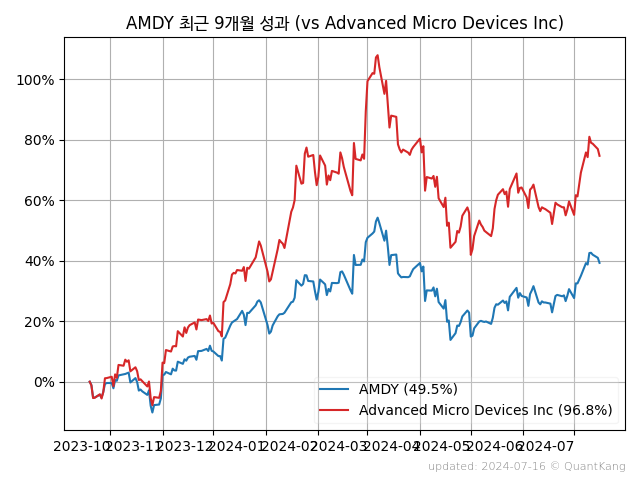 AMDY 최근 9개월 성과 (vs Advanced Micro Devices Inc)
100%
80%
60%
40%
20%
0%
AMDY (49.5%)
Advanced Micro Devices Inc (96.8%)
2023-10 2023-11 2023-12 2024-01 2024-02 2024-03 2024-04 2024-05 2024-06 2024-07
updated: 2024-07-16 © QuantKang